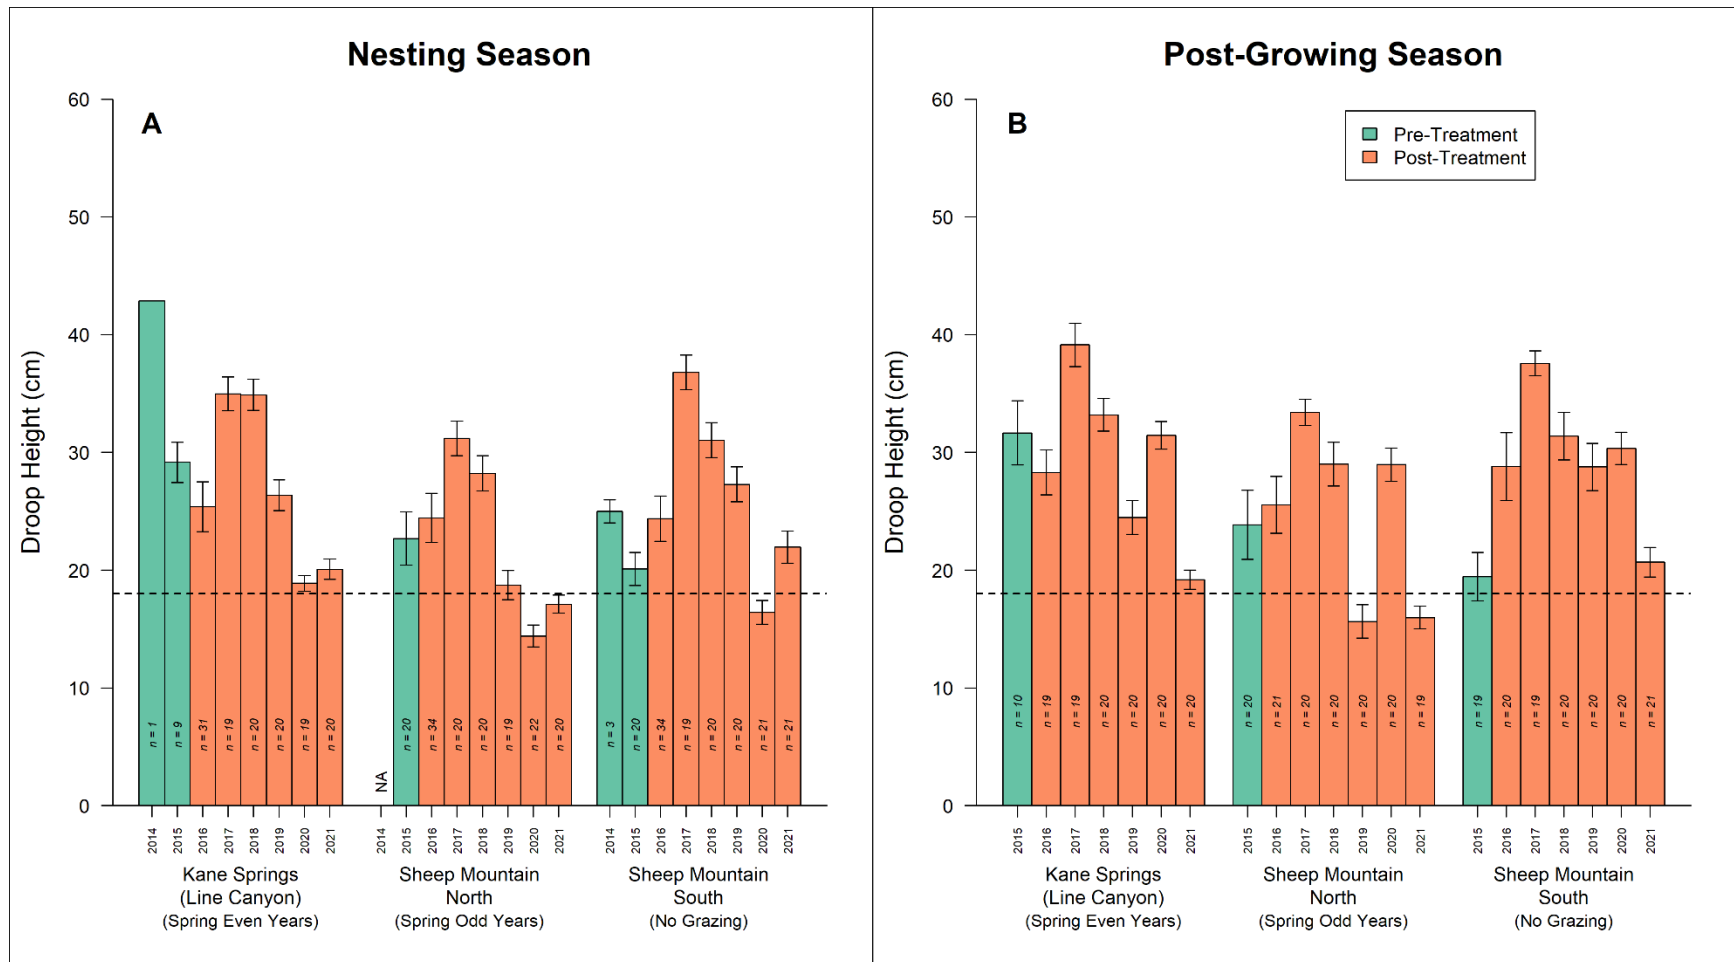 Nesting Season
A
60
50
40
30
20
10
0
Droop Height (cm)
n = 1
n = 9
n = 31
n = 19
n = 20
n = 20
n = 19
n = 20
NA
n = 20
n = 34
n = 20
n = 20
n = 19
n = 22
n = 20
n = 3
n = 20
n = 34
n = 19
n = 20
n = 20
n = 21
n = 21
2014
2015
2016
2017
2018
2019
2020
2021
2014
2015
2016
2017
2018
2019
2020
2021
2014
2015
2016
2017
2018
2019
2020
2021
Kane Springs
(Line Canyon)
(Spring Even Years)
Sheep Mountain
North
(Spring Odd Years)
Sheep Mountain
South
(No Grazing)
Post-Growing Season
B
Pre-Treatment
Post-Treatment
60
50
40
30
20
10
0
Droop Height (cm)
n = 10
n = 19
n = 19
n = 20
n = 20
n = 20
n = 20
n = 20
n = 21
n = 20
n = 20
n = 19
n = 20
n = 19
n = 19
n = 20
n = 19
n = 20
n = 20
n = 20
n = 21
2015
2016
2017
2018
2019
2020
2021
2015
2016
2017
2018
2019
2020
2021
2015
2016
2017
2018
2019
2020
2021
Kane Springs
(Line Canyon)
(Spring Even Years)
Sheep Mountain
North
(Spring Odd Years)
Sheep Mountain
South
(No Grazing)